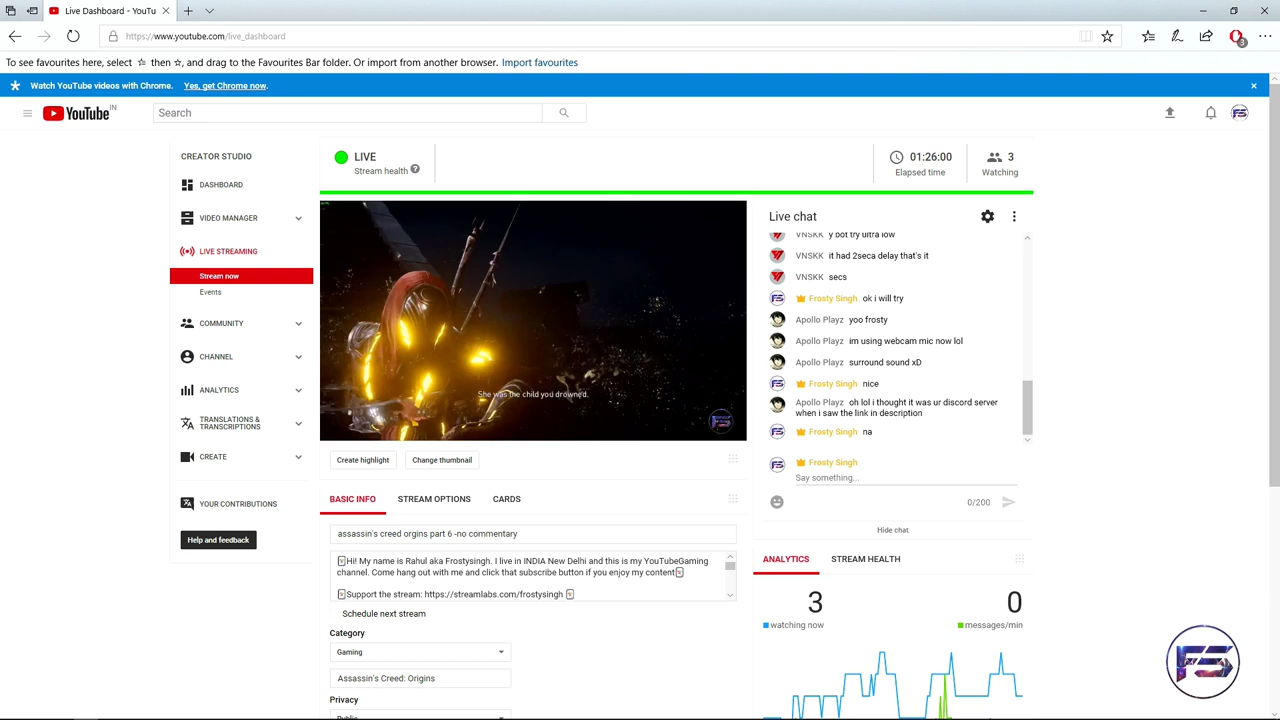 Live Dashboard - YouTu
https://www.youtube.com/live_dashboard
3
To see favourites here, select ☆ then ☆, and drag to the Favourites Bar folder. Or import from another browser. Import favourites
Watch YouTube videos with Chrome. Yes, get Chrome now.
YouTube IN
Search
CREATOR STUDIO
DASHBOARD
VIDEO MANAGER
LIVE STREAMING
Stream now
Events
COMMUNITY
CHANNEL
ANALYTICS
TRANSLATIONS &
TRANSCRIPTIONS
CREATE
YOUR CONTRIBUTIONS
Help and feedback
LIVE
Stream health ?
01:26:00
Elapsed time
3
Watching
She was the child you drowned.
FS
Create highlight
Change thumbnail
BASIC INFO STREAM OPTIONS CARDS
assassin's creed orgins part 6 -no commentary
Hi! My name is Rahul aka Frostysingh. I live in INDIA New Delhi and this is my YouTubeGaming
channel. Come hang out with me and click that subscribe button if you enjoy my content
Support the stream: https://streamlabs.com/frostysingh
Schedule next stream
Category
Gaming
Assassin's Creed: Origins
Privacy
Public
Live chat
VNSKK y bot try ultra low
VNSKK it had 2seca delay that's it
VNSKK secs
Frosty Singh ok i will try
Apollo Playz yoo frosty
Apollo Playz im using webcam mic now lol
Apollo Playz surround sound xD
Frosty Singh nice
Apollo Playz oh lol i thought it was ur discord server
when i saw the link in description
Frosty Singh na
Frosty Singh
Say something...
0/200
Hide chat
ANALYTICS STREAM HEALTH
3
watching now
0
messages/min
FS